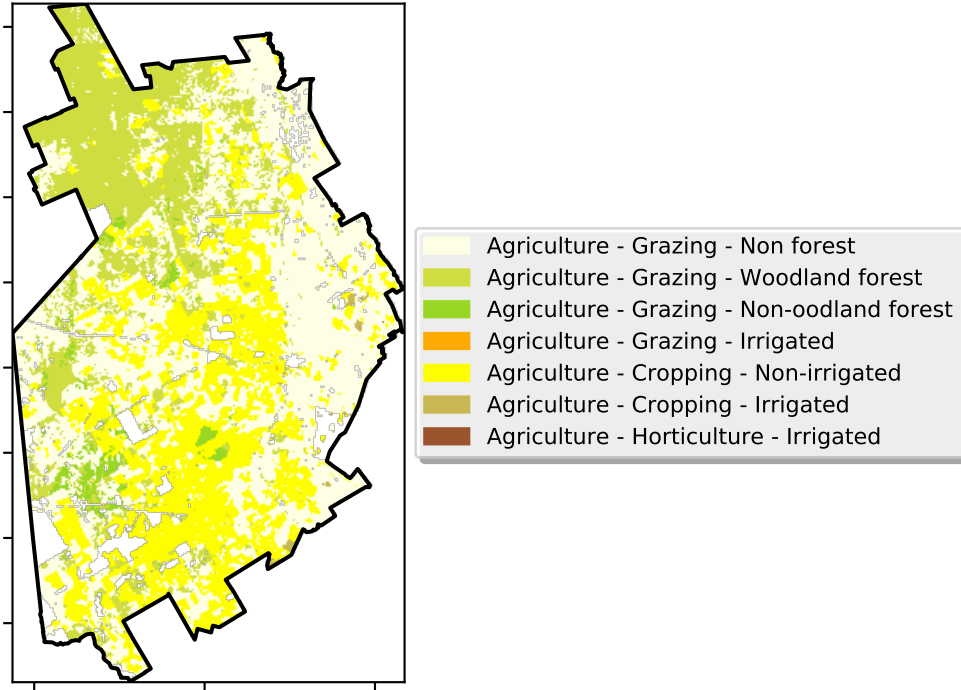 Agriculture - Grazing - Non forest
Agriculture - Grazing - Woodland forest
Agriculture - Grazing - Non-oodland forest
Agriculture - Grazing - Irrigated
Agriculture - Cropping - Non-irrigated
Agriculture - Cropping - Irrigated
Agriculture - Horticulture - Irrigated